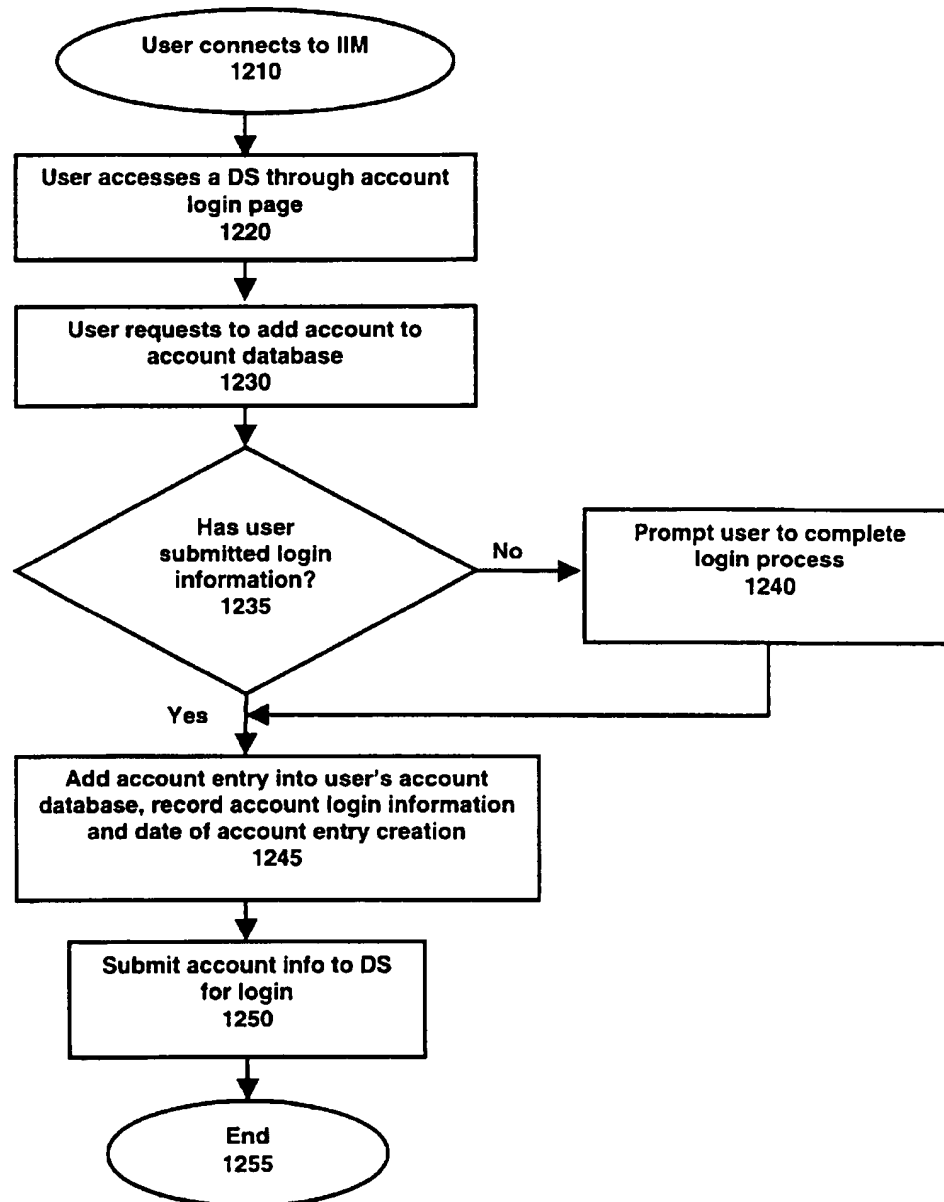 User connects to IIM
1210
User accesses a DS through account
login page
1220
User requests to add account to
account database
1230
Has user
submitted login
information?
1235
No
Prompt user to complete
login process
1240
Yes
Add account entry into user's account
database, record account login information
and date of account entry creation
1245
Submit account info to DS
for login
1250
End
1255